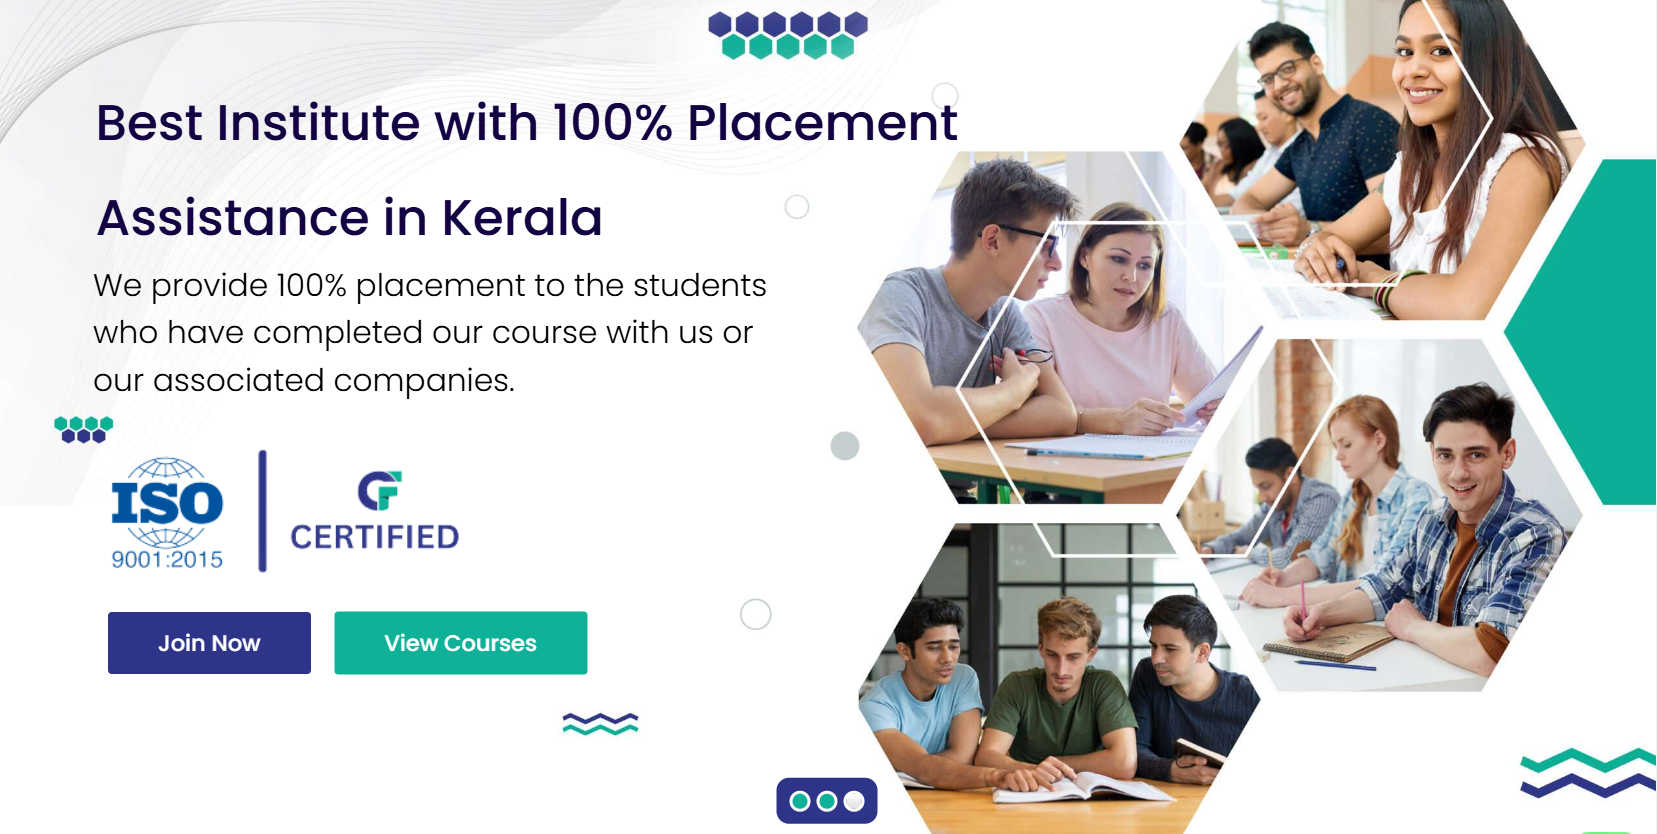 Best Institute with 100% Placement
Assistance in Kerala
We provide 100% placement to the students
who have completed our course with us or
our associated companies.
ISO
9001:2015
GF
CERTIFIED
Join Now
View Courses